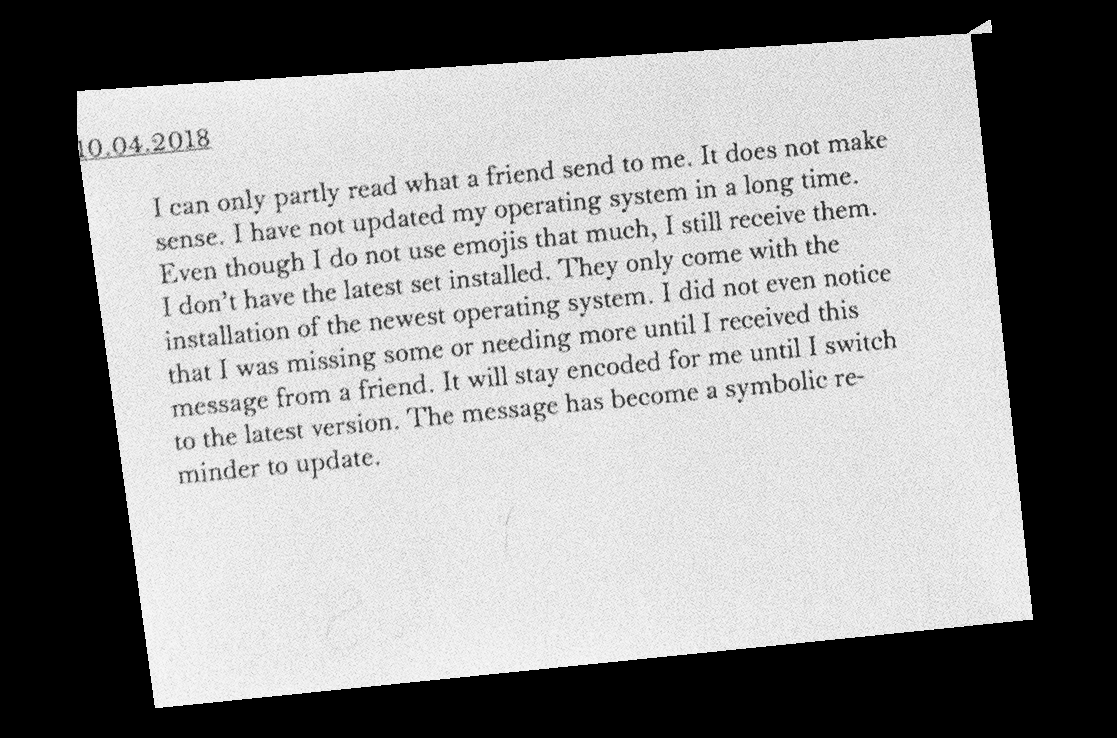 10.04.2018
I can only partly read what a friend send to me. It does not make
sense. I have not updated my operating system in a long time.
Even though I do not use emojis that much, I still receive them.
I don't have the latest set installed. They only come with the
installation of the newest operating system. I did not even notice
that I was missing some or needing more until I received this
message from a friend. It will stay encoded for me until I switch
to the latest version. The message has become a symbolic re-
minder to update.